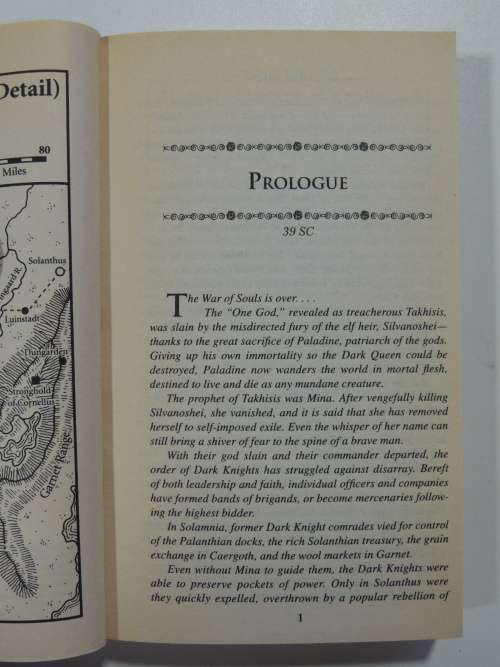 Detail)
80
Miles
Solanthus
Luinstadt
Dungarden
Stronghold
of Cornellus
Garnet Range
PROLOGUE
39 SC
The War of Souls is over. . . .
The "One God," revealed as treacherous Takhisis,
was slain by the misdirected fury of the elf heir, Silvanoshei—
thanks to the great sacrifice of Paladine, patriarch of the gods.
Giving up his own immortality so the Dark Queen could be
destroyed, Paladine now wanders the world in mortal flesh,
destined to live and die as any mundane creature.
The prophet of Takhisis was Mina. After vengefully killing
Silvanoshei, she vanished, and it is said that she has removed
herself to self-imposed exile. Even the whisper of her name can
still bring a shiver of fear to the spine of a brave man.
With their god slain and their commander departed, the
order of Dark Knights has struggled against disarray. Bereft
of both leadership and faith, individual officers and companies
have formed bands of brigands, or become mercenaries follow-
ing the highest bidder.
In Solamnia, former Dark Knight comrades vied for control
of the Palanthian docks, the rich Solanthian treasury, the grain
exchange in Caergoth, and the wool markets in Garnet.
Even without Mina to guide them, the Dark Knights were
able to preserve pockets of power. Only in Solanthus were
they quickly expelled, overthrown by a popular rebellion of
1